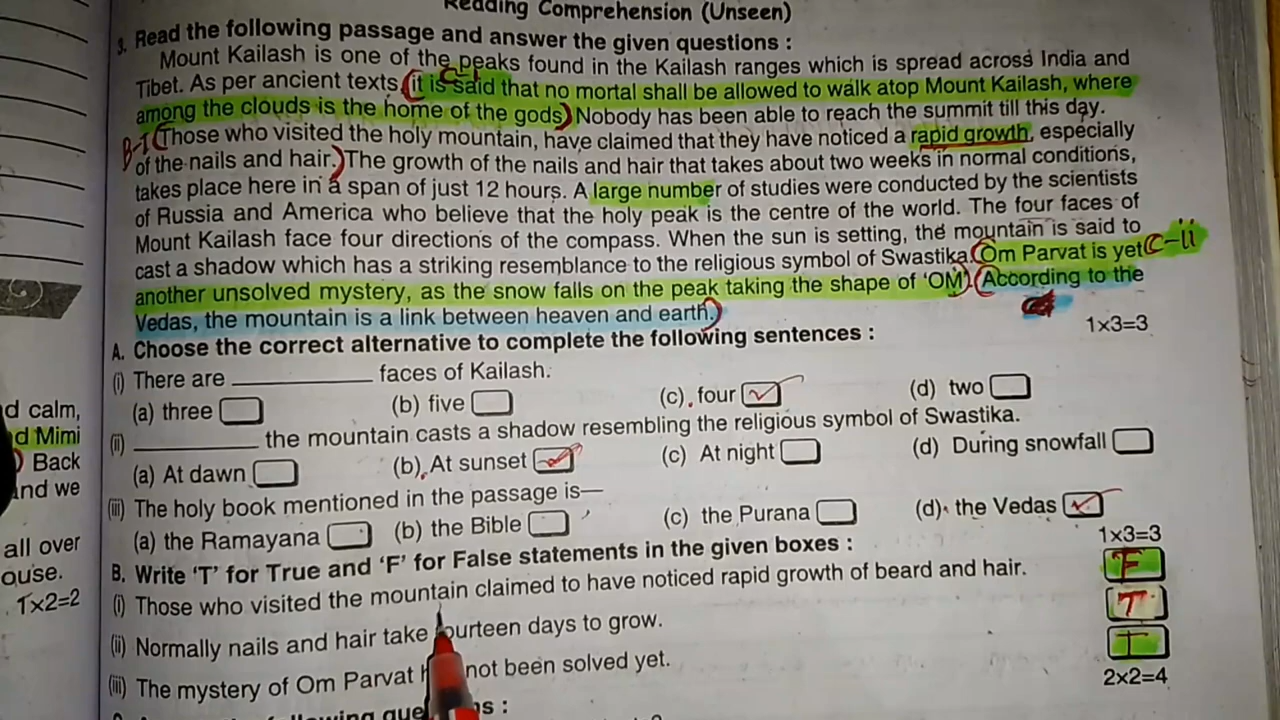 Reading Comprehension (Unseen)
3. Read the following passage and answer the given questions :
Mount Kailash is one of the peaks found in the Kailash ranges which is spread across India and
Tibet. As per ancient texts (it is said that no mortal shall be allowed to walk atop Mount Kailash, where
among the clouds is the home of the gods.) Nobody has been able to reach the summit till this day.
B-I (Those who visited the holy mountain, have claimed that they have noticed a rapid growth, especially
of the nails and hair.) The growth of the nails and hair that takes about two weeks in normal conditions,
takes place here in a span of just 12 hours. A large number of studies were conducted by the scientists
of Russia and America who believe that the holy peak is the centre of the world. The four faces of
Mount Kailash face four directions of the compass. When the sun is setting, the mountain is said to
cast a shadow which has a striking resemblance to the religious symbol of Swastika. (Om Parvat is yet C-ii
another unsolved mystery, as the snow falls on the peak taking the shape of 'OM'). (According to the
Vedas, the mountain is a link between heaven and earth.)
A. Choose the correct alternative to complete the following sentences : 1x3=3
(i) There are __________ faces of Kailash.
(a) three (b) five (c) four (d) two
(ii) __________ the mountain casts a shadow resembling the religious symbol of Swastika.
(a) At dawn (b) At sunset (c) At night (d) During snowfall
(iii) The holy book mentioned in the passage is—
(a) the Ramayana (b) the Bible (c) the Purana (d) the Vedas
B. Write 'T' for True and 'F' for False statements in the given boxes : 1x3=3
(i) Those who visited the mountain claimed to have noticed rapid growth of beard and hair. F
(ii) Normally nails and hair take fourteen days to grow. T
(iii) The mystery of Om Parvat not been solved yet. T
2x2=4
d calm,
d Mimi
Back
and we
all over
ouse.
1x2=2